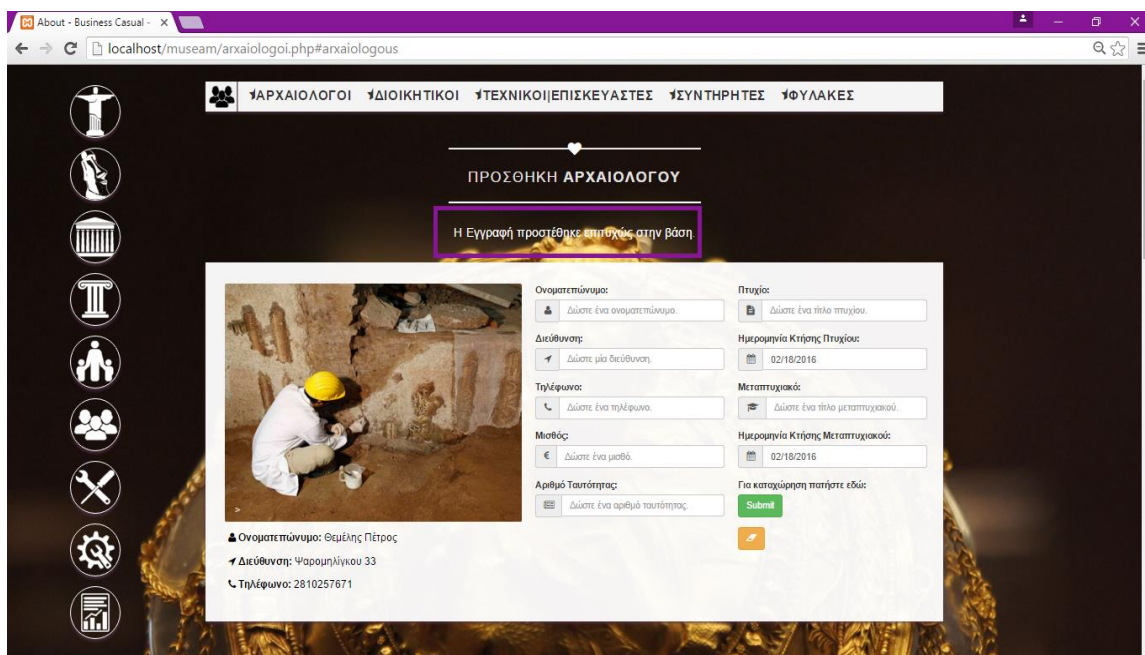 About - Business Casual -
localhost/museam/arxaiologoi.php#arxaiologous
ΑΡΧΑΙΟΛΟΓΟΙ ΔΙΟΙΚΗΤΙΚΟΙ ΤΕΧΝΙΚΟΙ|ΕΠΙΣΚΕΥΑΣΤΕΣ ΣΥΝΤΗΡΗΤΕΣ ΦΥΛΑΚΕΣ
ΠΡΟΣΘΗΚΗ ΑΡΧΑΙΟΛΟΓΟΥ
Η Εγγραφή προστέθηκε επιτυχώς στην βάση.
Ονοματεπώνυμο:
Δώστε ένα ονοματεπώνυμο.
Διεύθυνση:
Δώστε μία διεύθυνση.
Τηλέφωνο:
Δώστε ένα τηλέφωνο.
Μισθός:
€ Δώστε ένα μισθό.
Αριθμό Ταυτότητας:
Δώστε ένα αριθμό ταυτότητας.
Πτυχίο:
Δώστε ένα τίτλο πτυχίου.
Ημερομηνία Κτήσης Πτυχίου:
02/18/2016
Μεταπτυχιακό:
Δώστε ένα τίτλο μεταπτυχιακού.
Ημερομηνία Κτήσης Μεταπτυχιακού:
02/18/2016
Για καταχώρηση πατήστε εδώ:
Submit
>
Ονοματεπώνυμο: Θεμέλης Πέτρος
Διεύθυνση: Ψαρομηλίγκου 33
Τηλέφωνο: 2810257671